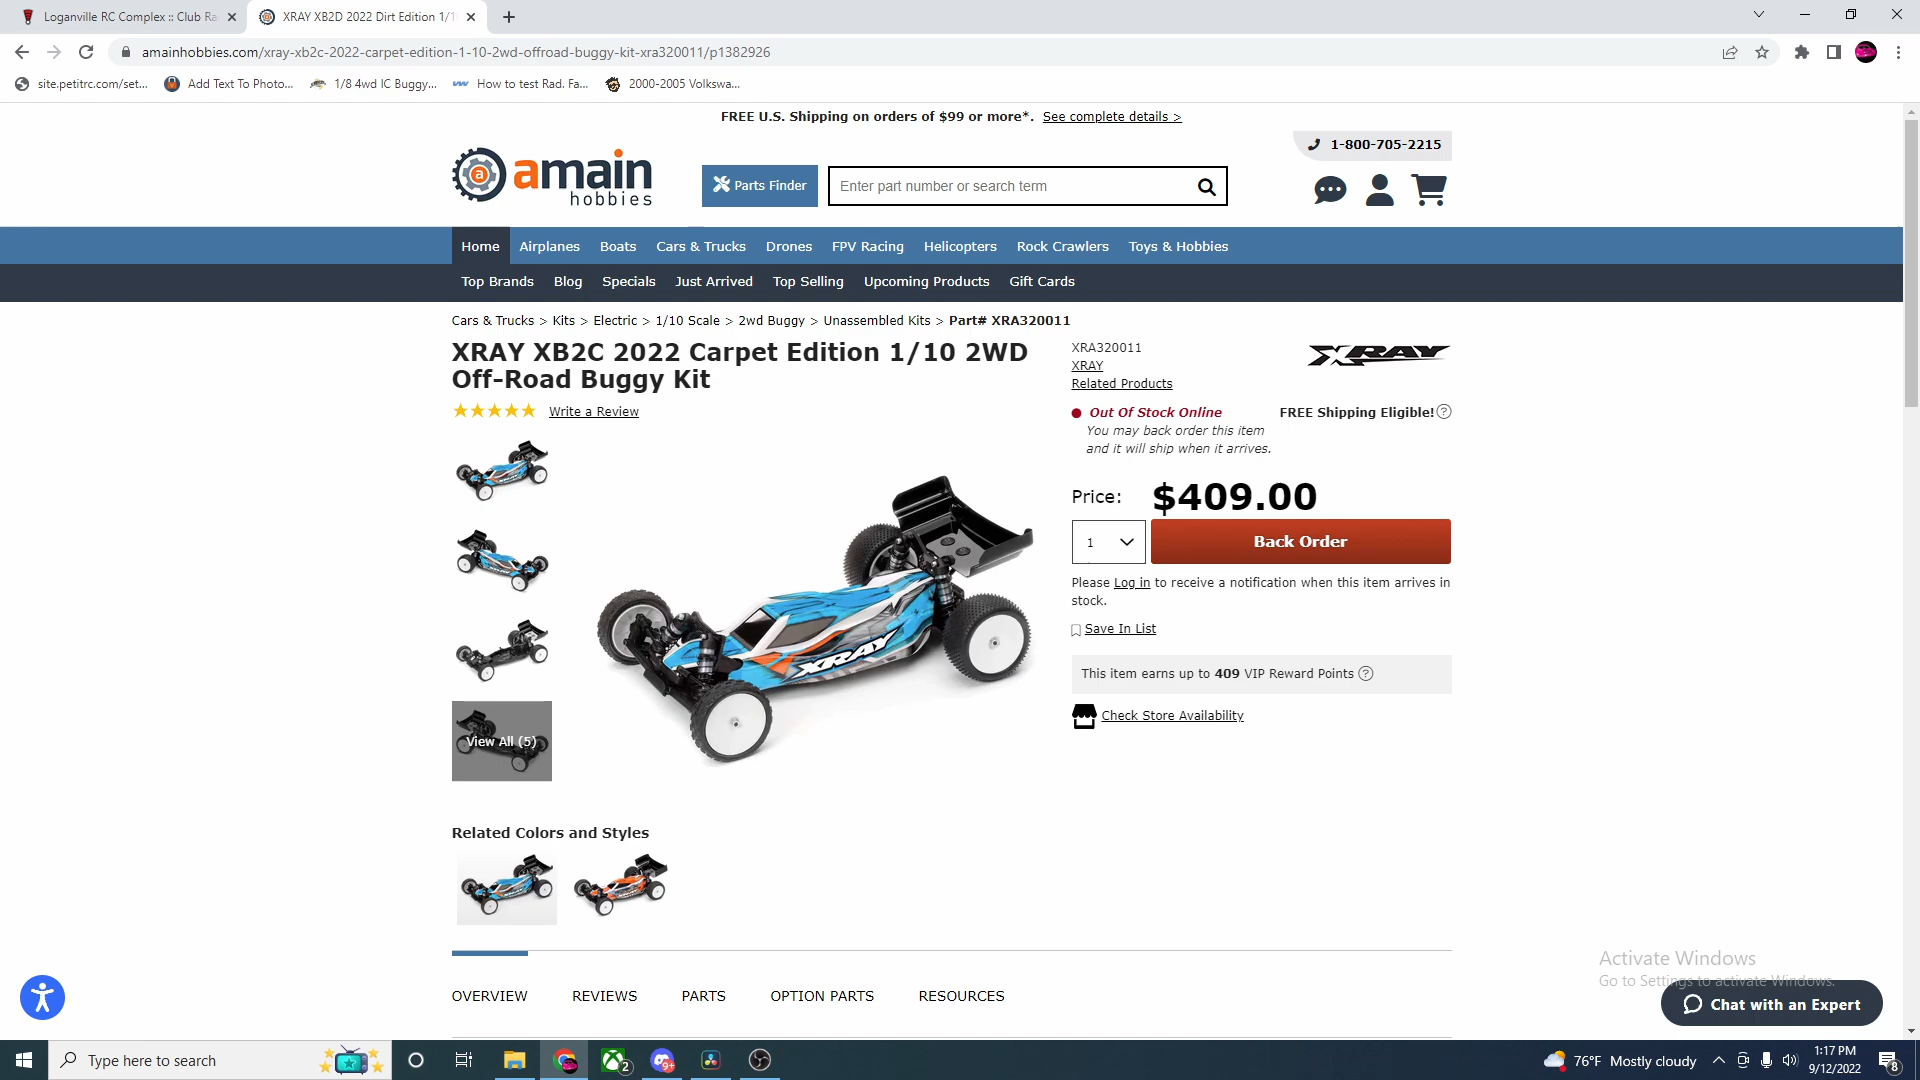 Loganville RC Complex :: Club Ra
XRAY XB2D 2022 Dirt Edition 1/1
amainhobbies.com/xray-xb2c-2022-carpet-edition-1-10-2wd-offroad-buggy-kit-xra320011/p1382926
site.petitrc.com/set...
Add Text To Photo...
1/8 4wd IC Buggy...
How to test Rad. Fa...
2000-2005 Volkswa...
FREE U.S. Shipping on orders of $99 or more*. See complete details >
1-800-705-2215
a
amain
hobbies
Parts Finder
Enter part number or search term
Home
Airplanes
Boats
Cars & Trucks
Drones
FPV Racing
Helicopters
Rock Crawlers
Toys & Hobbies
Top Brands
Blog
Specials
Just Arrived
Top Selling
Upcoming Products
Gift Cards
Cars & Trucks > Kits > Electric > 1/10 Scale > 2wd Buggy > Unassembled Kits > Part# XRA320011
XRAY XB2C 2022 Carpet Edition 1/10 2WD
Off-Road Buggy Kit
Write a Review
XRA320011
XRAY
Related Products
XRAY
Out Of Stock Online
You may back order this item
and it will ship when it arrives.
FREE Shipping Eligible!
?
Price: $409.00
1
Back Order
Please Log in to receive a notification when this item arrives in
stock.
Save In List
This item earns up to 409 VIP Reward Points ?
Check Store Availability
XRAY
View All (5)
Related Colors and Styles
OVERVIEW
REVIEWS
PARTS
OPTION PARTS
RESOURCES
Activate Windows
Go to Settings to activate Windows.
Chat with an Expert
Type here to search
2
9+
76°F Mostly cloudy
1:17 PM
9/12/2022
8